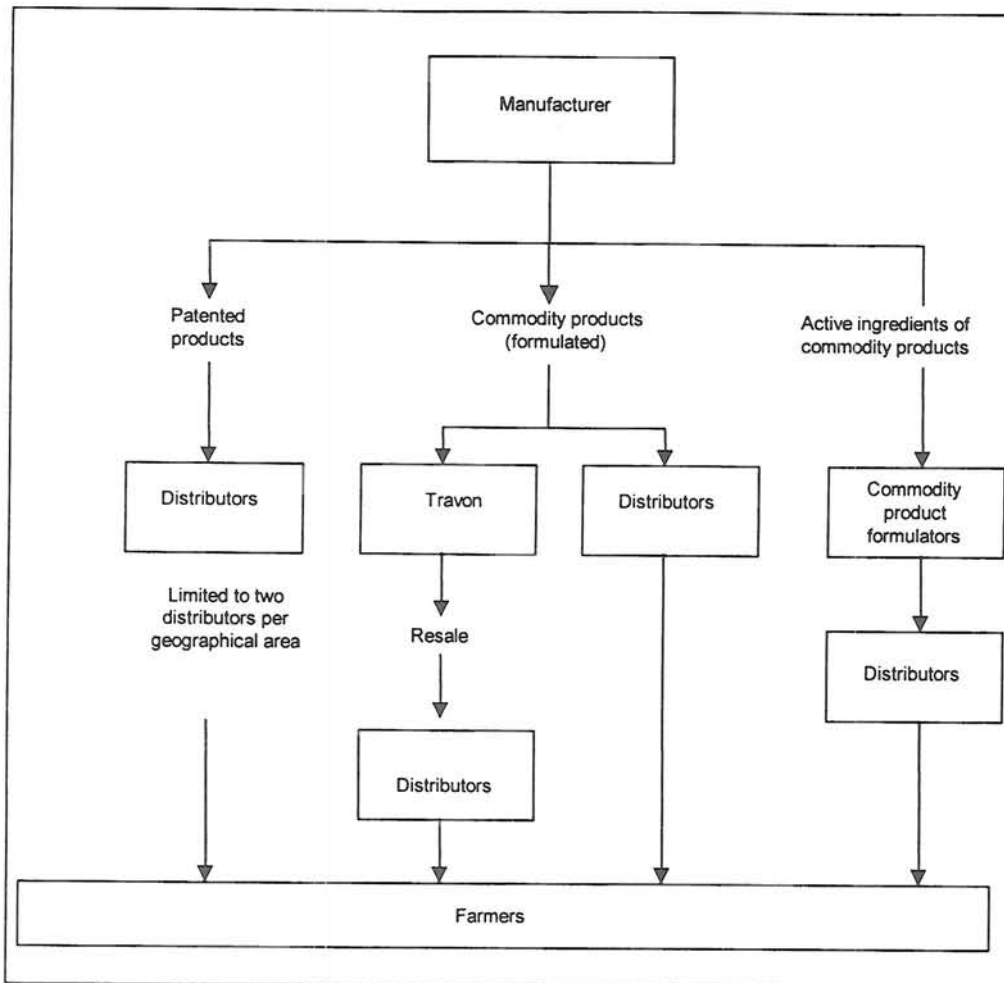 Manufacturer
Patented
products
Commodity products
(formulated)
Active ingredients of
commodity products
Distributors
Travon
Distributors
Commodity
product
formulators
Limited to two
distributors per
geographical area
Resale
Distributors
Distributors
Farmers